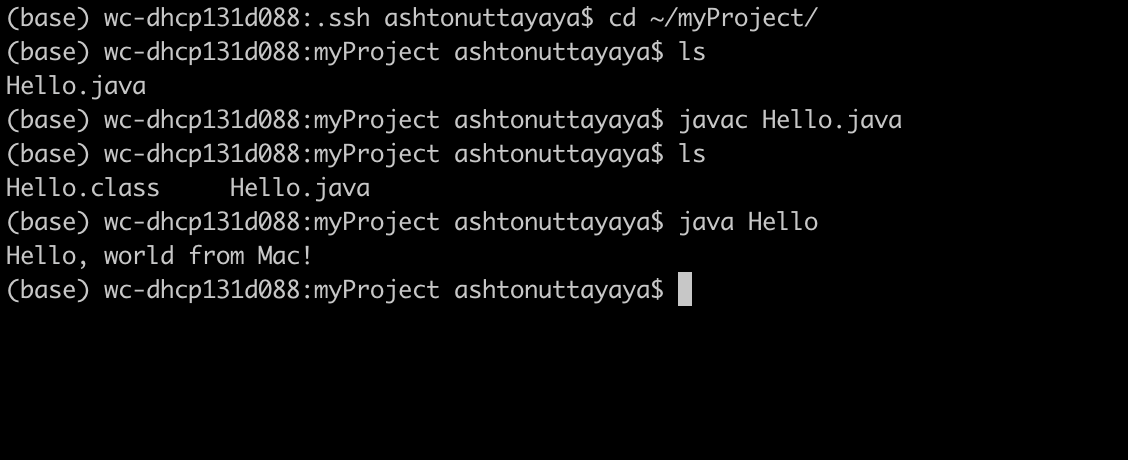 (base) wc-dhcp131d088:.ssh ashtonuttayaya$ cd ~/myProject/
(base) wc-dhcp131d088:myProject ashtonuttayaya$ ls
Hello.java
(base) wc-dhcp131d088:myProject ashtonuttayaya$ javac Hello.java
(base) wc-dhcp131d088:myProject ashtonuttayaya$ ls
Hello.class     Hello.java
(base) wc-dhcp131d088:myProject ashtonuttayaya$ java Hello
Hello, world from Mac!
(base) wc-dhcp131d088:myProject ashtonuttayaya$